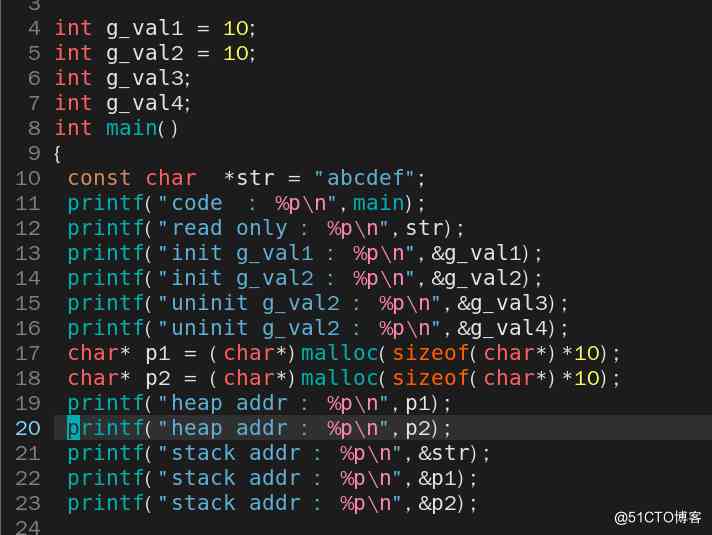 3
4 int g_val1 = 10;
5 int g_val2 = 10;
6 int g_val3;
7 int g_val4;
8 int main()
9 {
10  const char  *str = "abcdef";
11  printf("code  : %p\n",main);
12  printf("read only : %p\n",str);
13  printf("init g_val1 : %p\n",&g_val1);
14  printf("init g_val2 : %p\n",&g_val2);
15  printf("uninit g_val2 : %p\n",&g_val3);
16  printf("uninit g_val2 : %p\n",&g_val4);
17  char* p1 = (char*)malloc(sizeof(char*)*10);
18  char* p2 = (char*)malloc(sizeof(char*)*10);
19  printf("heap addr : %p\n",p1);
20  printf("heap addr : %p\n",p2);
21  printf("stack addr : %p\n",&str);
22  printf("stack addr : %p\n",&p1);
23  printf("stack addr : %p\n",&p2);
24
@51CTO博客